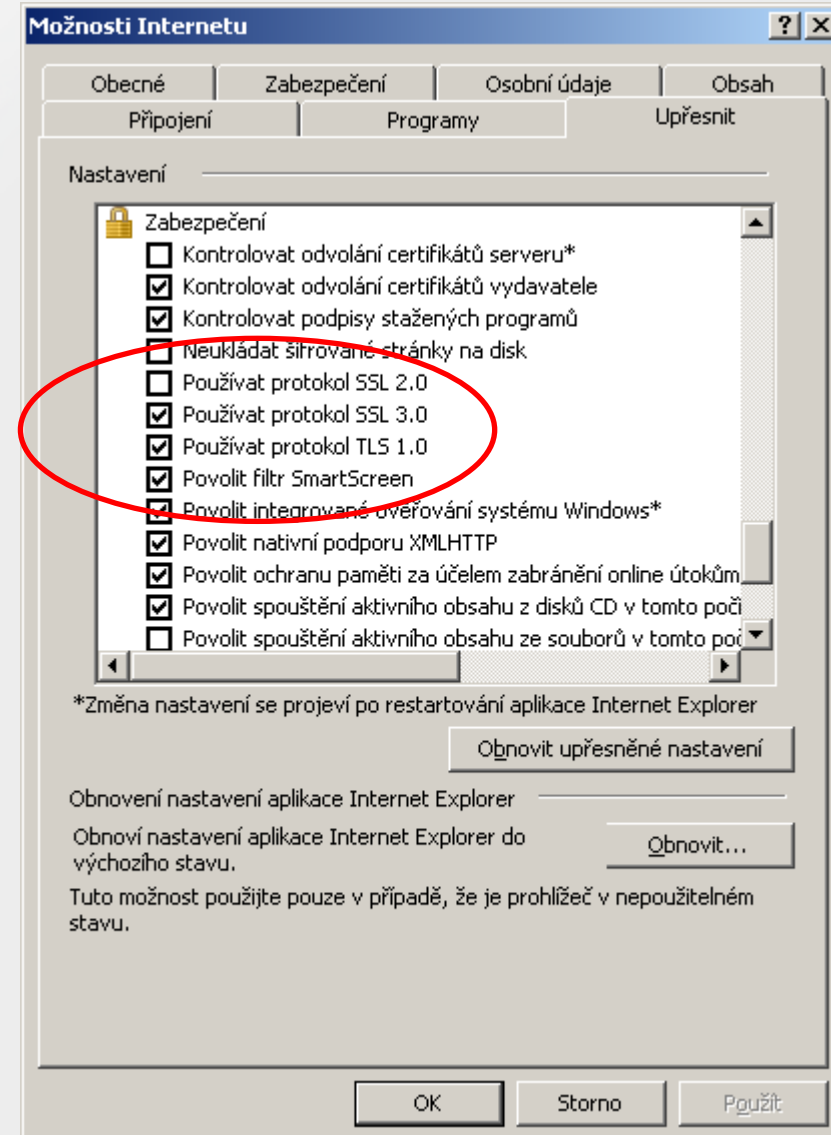 Možnosti Internetu
Obecné Zabezpečení Osobní údaje Obsah
Připojení Programy Upřesnit
Nastavení
Zabezpečení
Kontrolovat odvolání certifikátů serveru*
Kontrolovat odvolání certifikátů vydavatele
Kontrolovat podpisy stažených programů
Neukládat šifrované stránky na disk
Používat protokol SSL 2.0
Používat protokol SSL 3.0
Používat protokol TLS 1.0
Povolit filtr SmartScreen
Povolit integrované ověřování systému Windows*
Povolit nativní podporu XMLHTTP
Povolit ochranu paměti za účelem zabránění online útokům
Povolit spouštění aktivního obsahu z disků CD v tomto počí
Povolit spouštění aktivního obsahu ze souborů v tomto poč
*Změna nastavení se projeví po restartování aplikace Internet Explorer
Obnovit upřesněné nastavení
Obnovení nastavení aplikace Internet Explorer
Obnoví nastavení aplikace Internet Explorer do
výchozího stavu.
Obnovit...
Tuto možnost použijte pouze v případě, že je prohlížeč v nepoužitelném
stavu.
OK Storno Použít